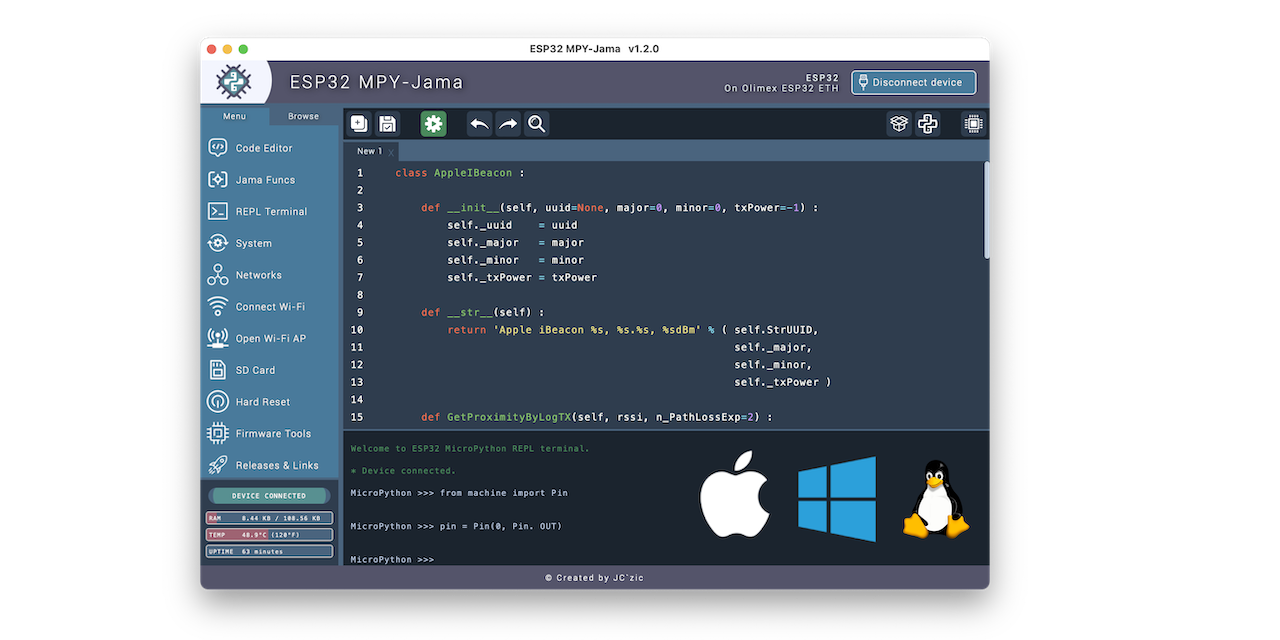 ESP32 MPY-Jama v1.2.0
ESP32 MPY-Jama
ESP32
On Olimex ESP32 ETH
Disconnect device
Menu
Browse
Code Editor
Jama Funcs
REPL Terminal
System
Networks
Connect Wi-Fi
Open Wi-Fi AP
SD Card
Hard Reset
Firmware Tools
Releases & Links
DEVICE CONNECTED
RAM 8.44 KB / 108.56 KB
TEMP 48.9°C (120°F)
UPTIME 63 minutes
New 1 x
1 class AppleIBeacon :
2
3 def __init__(self, uuid=None, major=0, minor=0, txPower=-1) :
4 self._uuid = uuid
5 self._major = major
6 self._minor = minor
7 self._txPower = txPower
8
9 def __str__(self) :
10 return 'Apple iBeacon %s, %s.%s, %sdBm' % ( self.StrUUID,
11 self._major,
12 self._minor,
13 self._txPower )
14
15 def GetProximityByLogTX(self, rssi, n_PathLossExp=2) :
Welcome to ESP32 MicroPython REPL terminal.
* Device connected.
MicroPython >>> from machine import Pin
MicroPython >>> pin = Pin(0, Pin. OUT)
MicroPython >>>
© Created by JC`zic